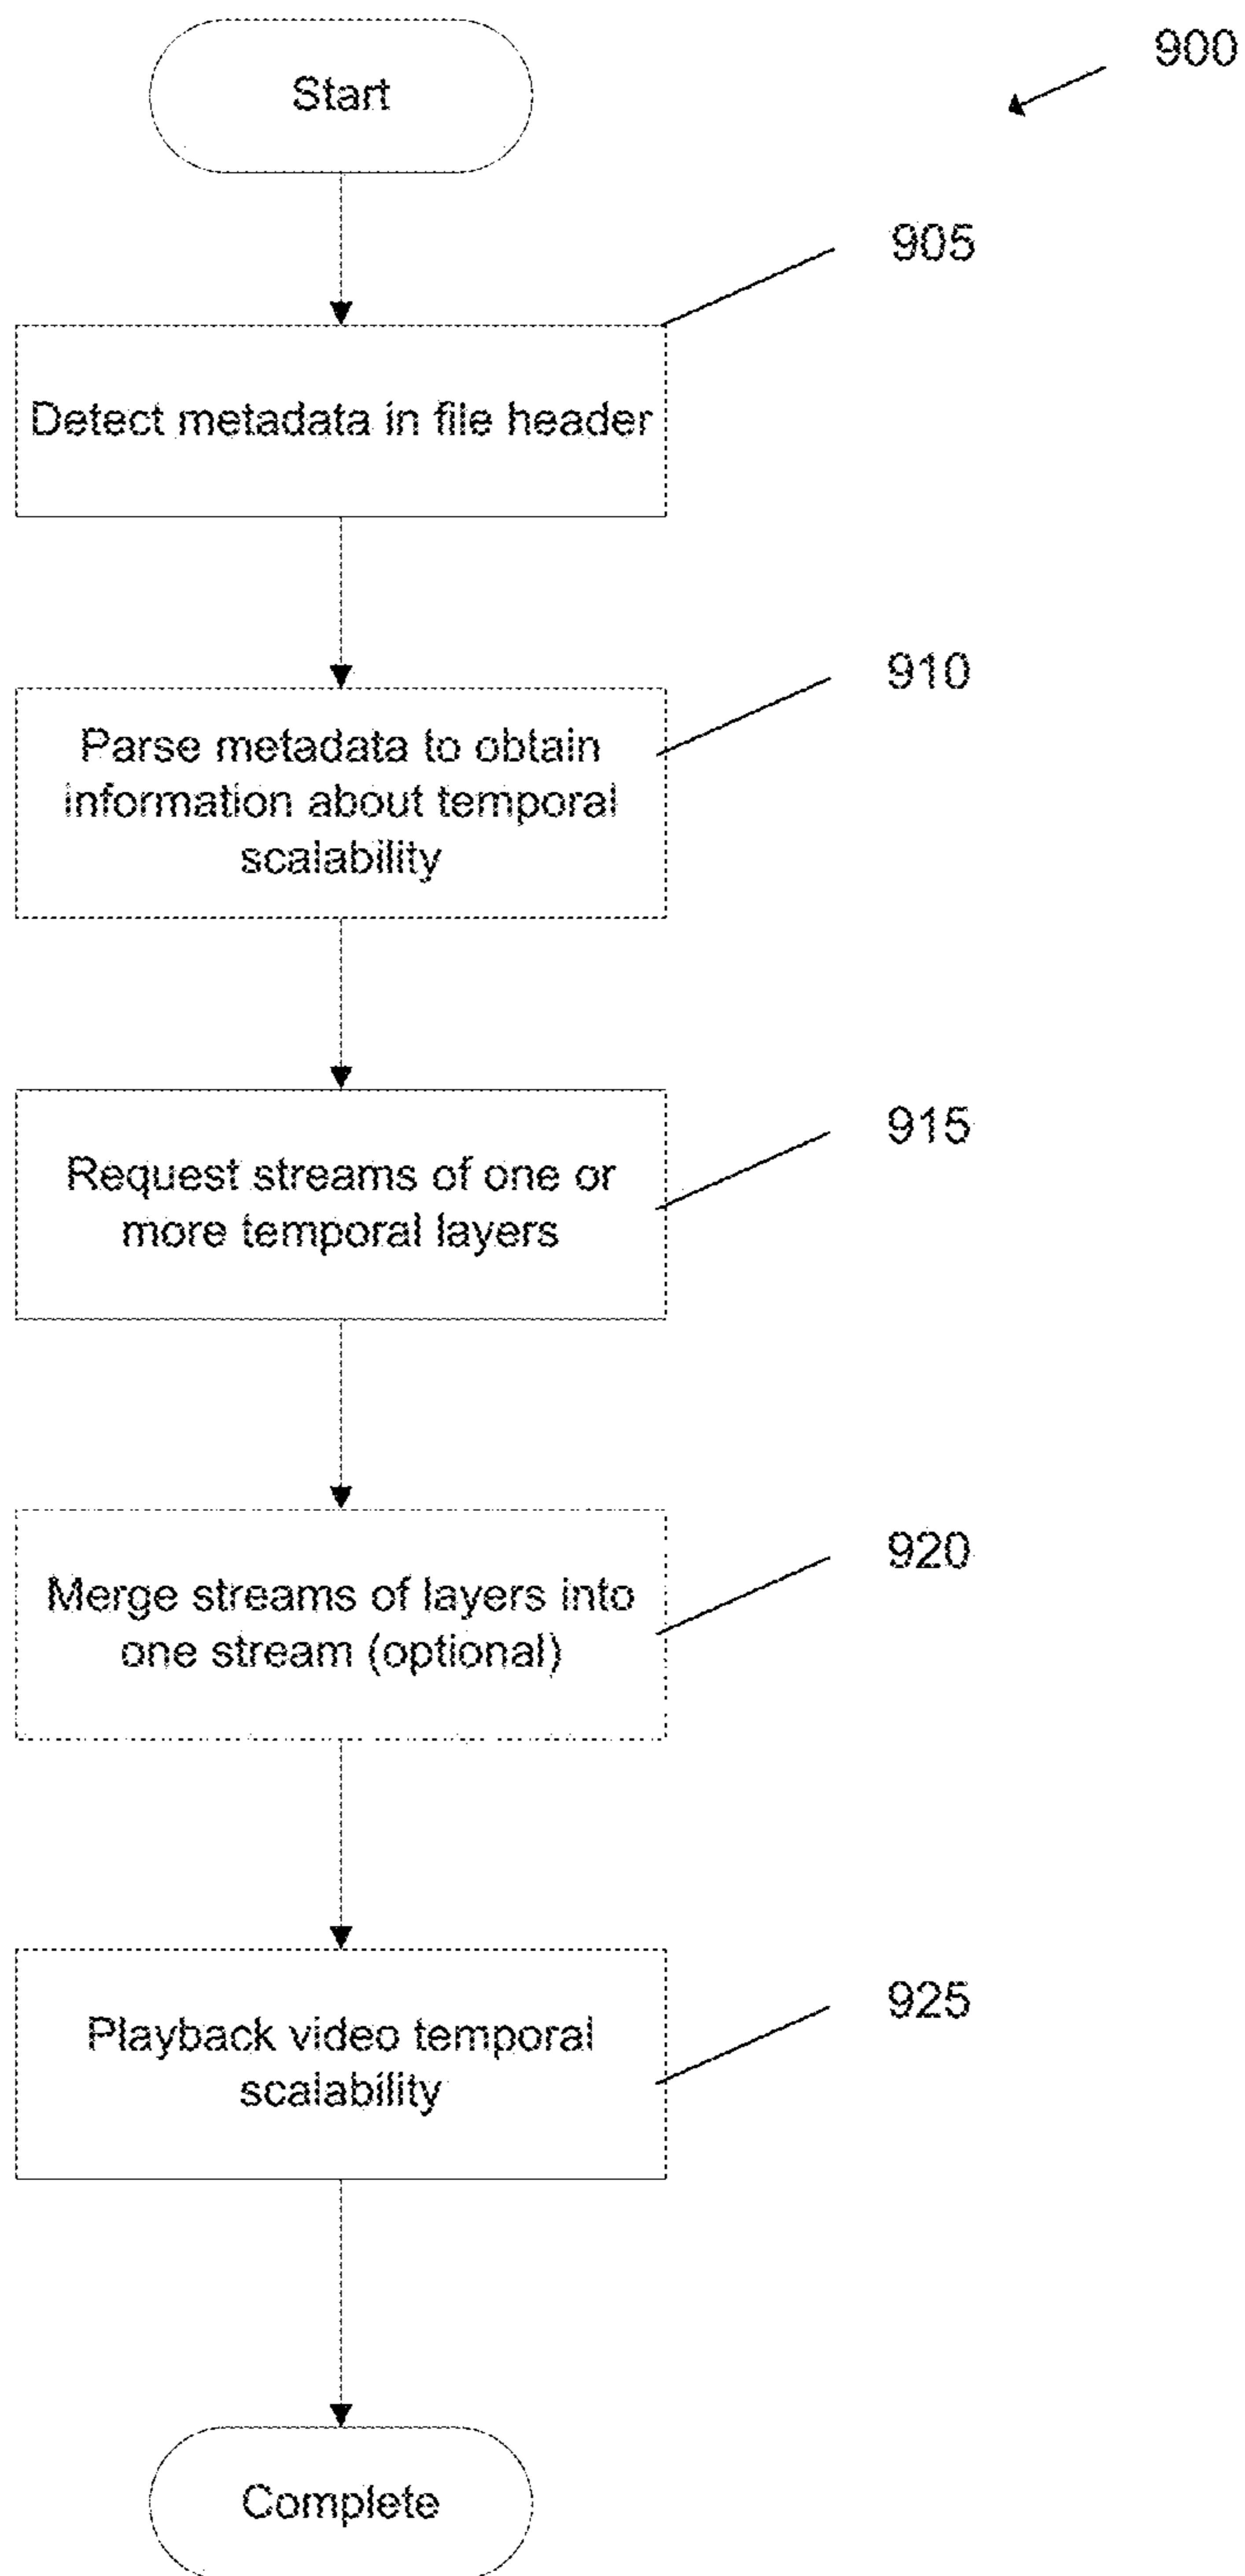 900
Start
905
Detect metadata in file header
910
Parse metadata to obtain
information about temporal
scalability
915
Request streams of one or
more temporal layers
920
Merge streams of layers into
one stream (optional)
925
Playback video temporal
scalability
Complete